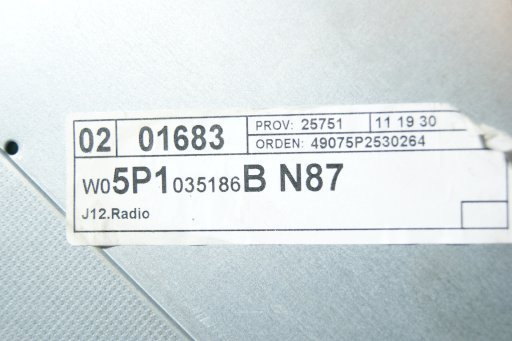 02 01683 PROV: 25751 11 19 30
ORDEN: 49075P2530264
W05P1035186B N87
J12.Radio